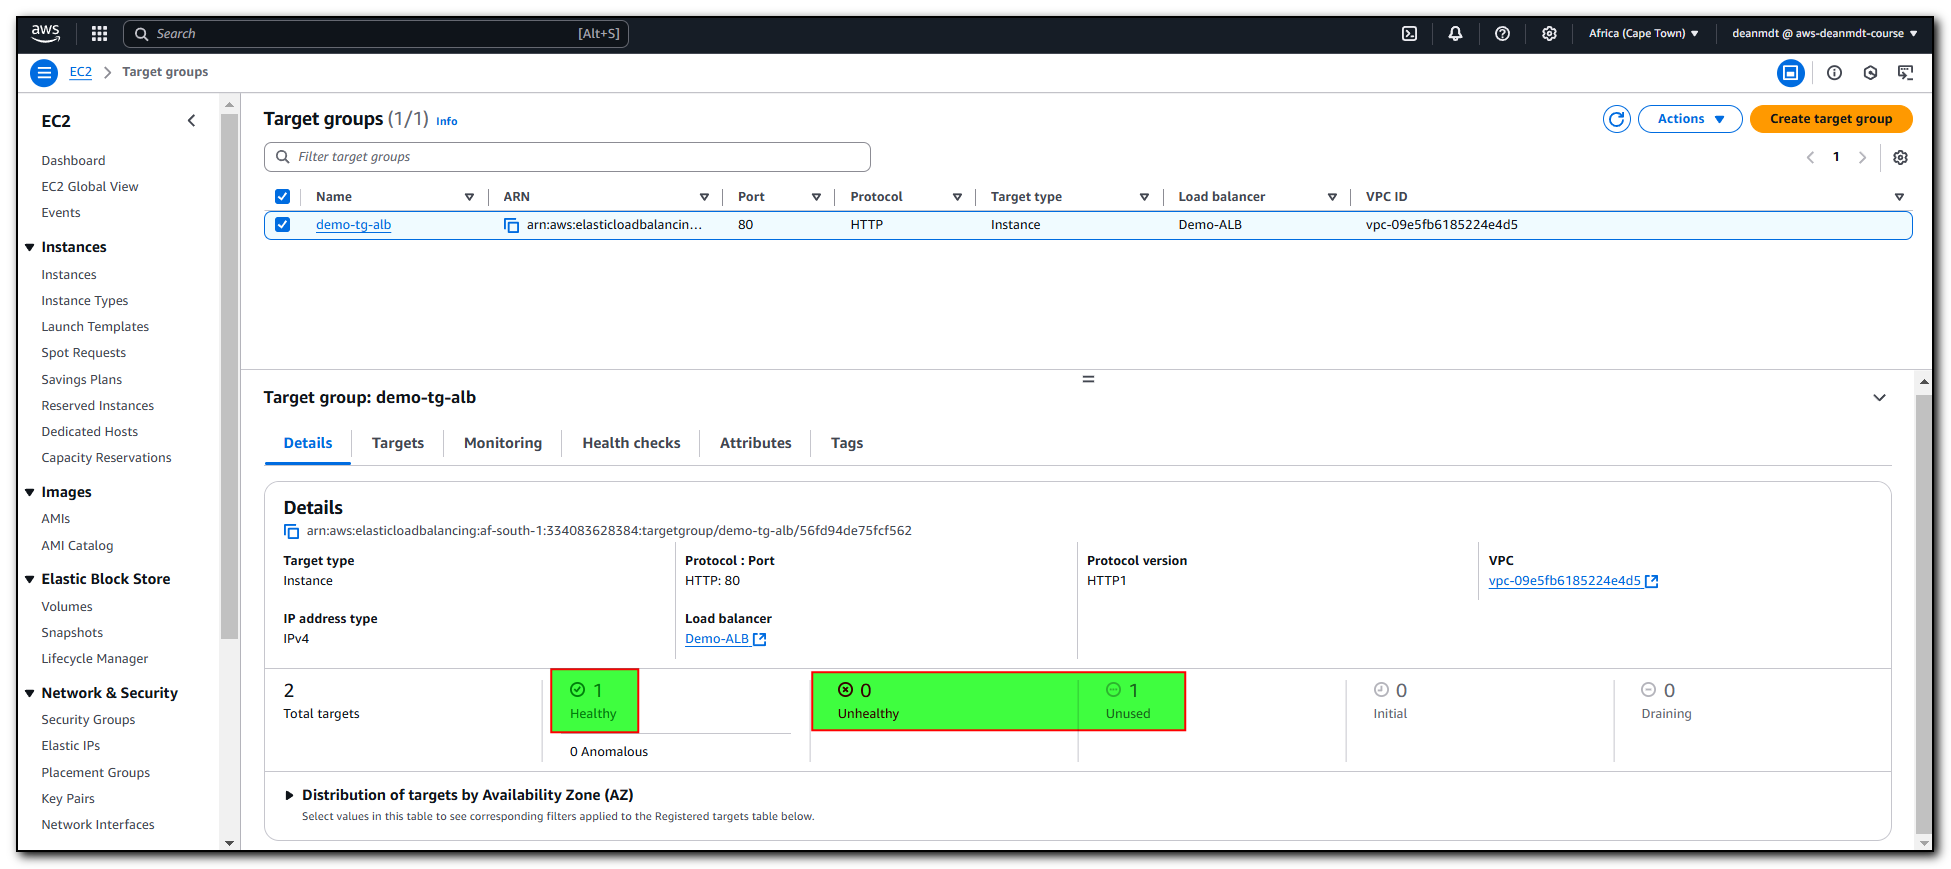 aws
Search [Alt+S] Africa (Cape Town) deanmdt @ aws-deanmdt-course
EC2 Target groups
EC2
Dashboard
EC2 Global View
Events
Instances
Instances
Instance Types
Launch Templates
Spot Requests
Savings Plans
Reserved Instances
Dedicated Hosts
Capacity Reservations
Images
AMIs
AMI Catalog
Elastic Block Store
Volumes
Snapshots
Lifecycle Manager
Network & Security
Security Groups
Elastic IPs
Placement Groups
Key Pairs
Network Interfaces
Target groups (1/1) Info
Actions
Create target group
Filter target groups
1
Name ARN Port Protocol Target type Load balancer VPC ID
demo-tg-alb arn:aws:elasticloadbalancin... 80 HTTP Instance Demo-ALB vpc-09e5fb6185224e4d5
Target group: demo-tg-alb
Details Targets Monitoring Health checks Attributes Tags
Details
arn:aws:elasticloadbalancing:af-south-1:334083628384:targetgroup/demo-tg-alb/56fd94de75fcf562
Target type Protocol : Port Protocol version VPC
Instance HTTP: 80 HTTP1 vpc-09e5fb6185224e4d5
IP address type Load balancer
IPv4 Demo-ALB
2 1 0 1 0 0
Total targets Healthy Unhealthy Unused Initial Draining
0 Anomalous
Distribution of targets by Availability Zone (AZ)
Select values in this table to see corresponding filters applied to the Registered targets table below.